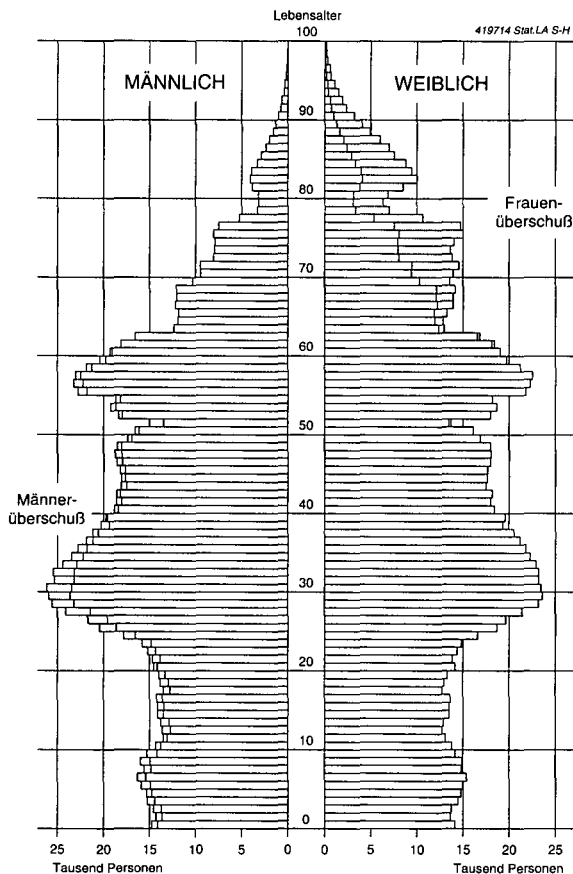 Lebensalter
419714 Stat.LA S-H
100
MÄNNLICH
WEIBLICH
90
80
Frauen-
überschuß
70
60
50
Männer-
überschuß
40
30
20
10
0
25 20 15 10 5 0 0 5 10 15 20 25
Tausend Personen
Tausend Personen